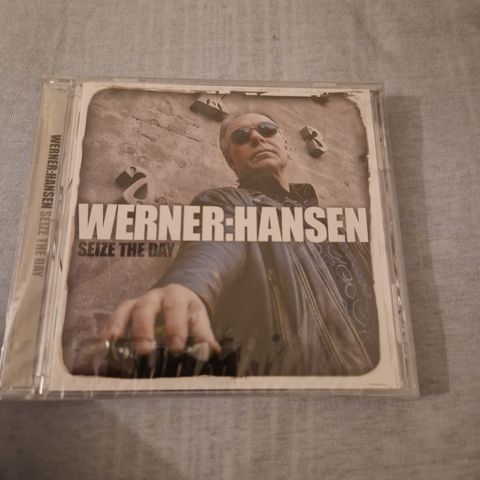 WERNER:HANSEN
SEIZE THE DAY
WERNER:HANSEN SEIZE THE DAY